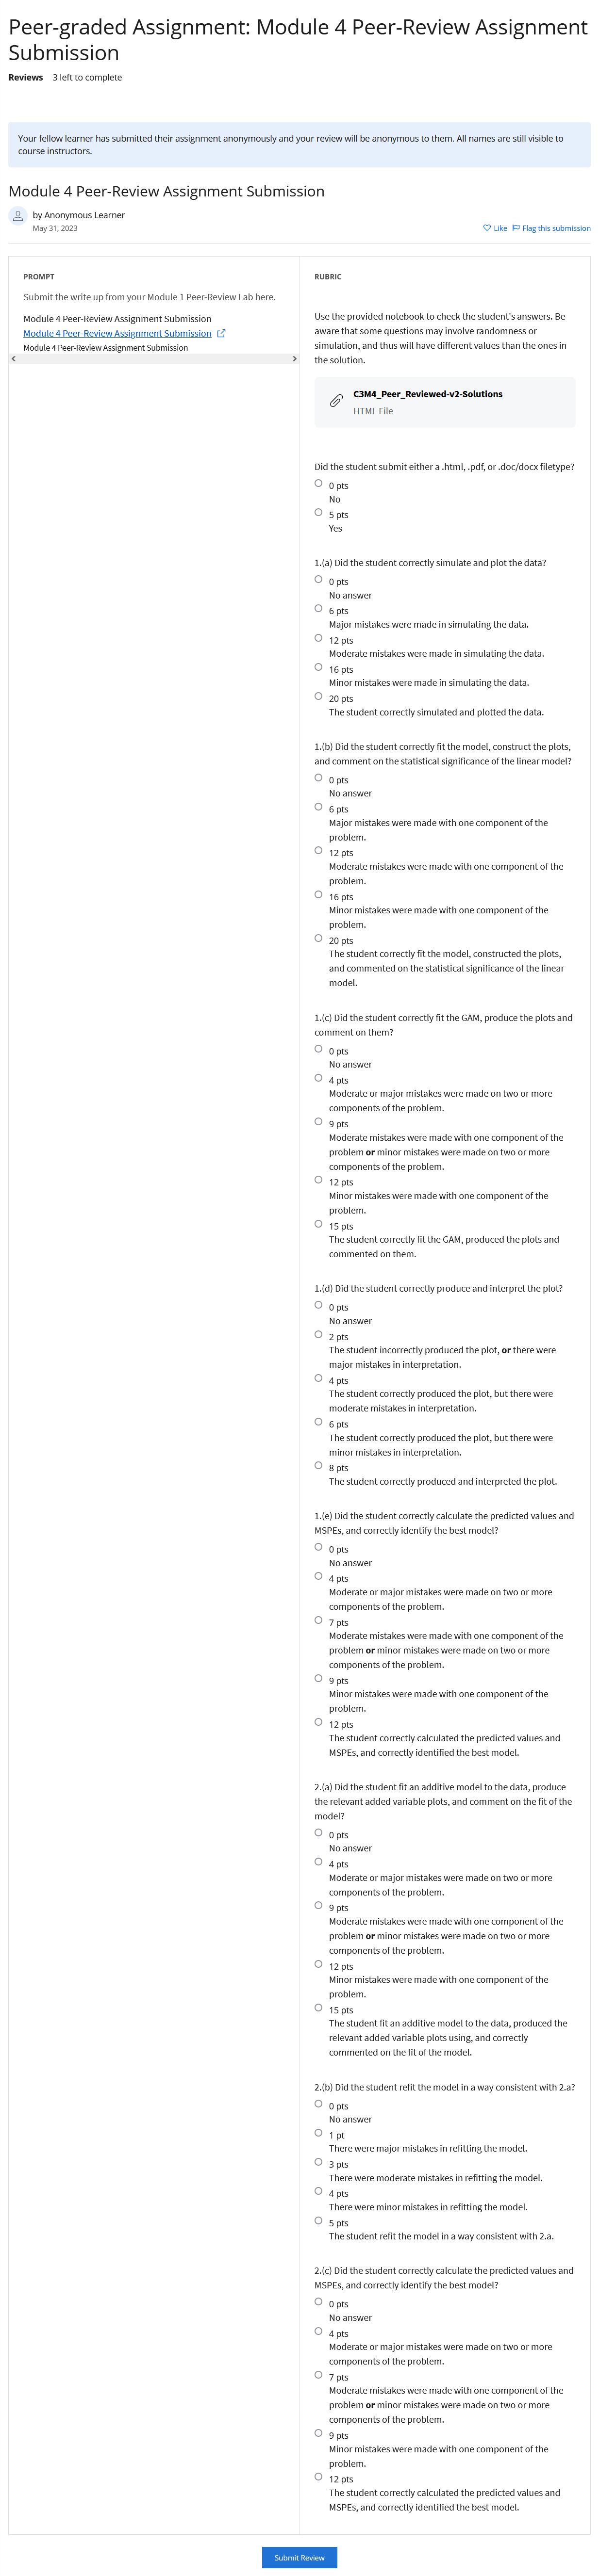 Peer-graded Assignment: Module 4 Peer-Review Assignment
Submission
Reviews 3 left to complete
Your fellow learner has submitted their assignment anonymously and your review will be anonymous to them. All names are still visible to
course instructors.
Module 4 Peer-Review Assignment Submission
by Anonymous Learner
May 31, 2023
Like Flag this submission
PROMPT
Submit the write up from your Module 1 Peer-Review Lab here.
Module 4 Peer-Review Assignment Submission
Module 4 Peer-Review Assignment Submission
Module 4 Peer-Review Assignment Submission
RUBRIC
Use the provided notebook to check the student's answers. Be
aware that some questions may involve randomness or
simulation, and thus will have different values than the ones in
the solution.
C3M4_Peer_Reviewed-v2-Solutions
HTML File
Did the student submit either a .html, .pdf, or .doc/docx filetype?
0 pts
No
5 pts
Yes
1.(a) Did the student correctly simulate and plot the data?
0 pts
No answer
6 pts
Major mistakes were made in simulating the data.
12 pts
Moderate mistakes were made in simulating the data.
16 pts
Minor mistakes were made in simulating the data.
20 pts
The student correctly simulated and plotted the data.
1.(b) Did the student correctly fit the model, construct the plots,
and comment on the statistical significance of the linear model?
0 pts
No answer
6 pts
Major mistakes were made with one component of the
problem.
12 pts
Moderate mistakes were made with one component of the
problem.
16 pts
Minor mistakes were made with one component of the
problem.
20 pts
The student correctly fit the model, constructed the plots,
and commented on the statistical significance of the linear
model.
1.(c) Did the student correctly fit the GAM, produce the plots and
comment on them?
0 pts
No answer
4 pts
Moderate or major mistakes were made on two or more
components of the problem.
9 pts
Moderate mistakes were made with one component of the
problem or minor mistakes were made on two or more
components of the problem.
12 pts
Minor mistakes were made with one component of the
problem.
15 pts
The student correctly fit the GAM, produced the plots and
commented on them.
1.(d) Did the student correctly produce and interpret the plot?
0 pts
No answer
2 pts
The student incorrectly produced the plot, or there were
major mistakes in interpretation.
4 pts
The student correctly produced the plot, but there were
moderate mistakes in interpretation.
6 pts
The student correctly produced the plot, but there were
minor mistakes in interpretation.
8 pts
The student correctly produced and interpreted the plot.
1.(e) Did the student correctly calculate the predicted values and
MSPEs, and correctly identify the best model?
0 pts
No answer
4 pts
Moderate or major mistakes were made on two or more
components of the problem.
7 pts
Moderate mistakes were made with one component of the
problem or minor mistakes were made on two or more
components of the problem.
9 pts
Minor mistakes were made with one component of the
problem.
12 pts
The student correctly calculated the predicted values and
MSPEs, and correctly identified the best model.
2.(a) Did the student fit an additive model to the data, produce
the relevant added variable plots, and comment on the fit of the
model?
0 pts
No answer
4 pts
Moderate or major mistakes were made on two or more
components of the problem.
9 pts
Moderate mistakes were made with one component of the
problem or minor mistakes were made on two or more
components of the problem.
12 pts
Minor mistakes were made with one component of the
problem.
15 pts
The student fit an additive model to the data, produced the
relevant added variable plots using, and correctly
commented on the fit of the model.
2.(b) Did the student refit the model in a way consistent with 2.a?
0 pts
No answer
1 pt
There were major mistakes in refitting the model.
3 pts
There were moderate mistakes in refitting the model.
4 pts
There were minor mistakes in refitting the model.
5 pts
The student refit the model in a way consistent with 2.a.
2.(c) Did the student correctly calculate the predicted values and
MSPEs, and correctly identify the best model?
0 pts
No answer
4 pts
Moderate or major mistakes were made on two or more
components of the problem.
7 pts
Moderate mistakes were made with one component of the
problem or minor mistakes were made on two or more
components of the problem.
9 pts
Minor mistakes were made with one component of the
problem.
12 pts
The student correctly calculated the predicted values and
MSPEs, and correctly identified the best model.
Submit Review